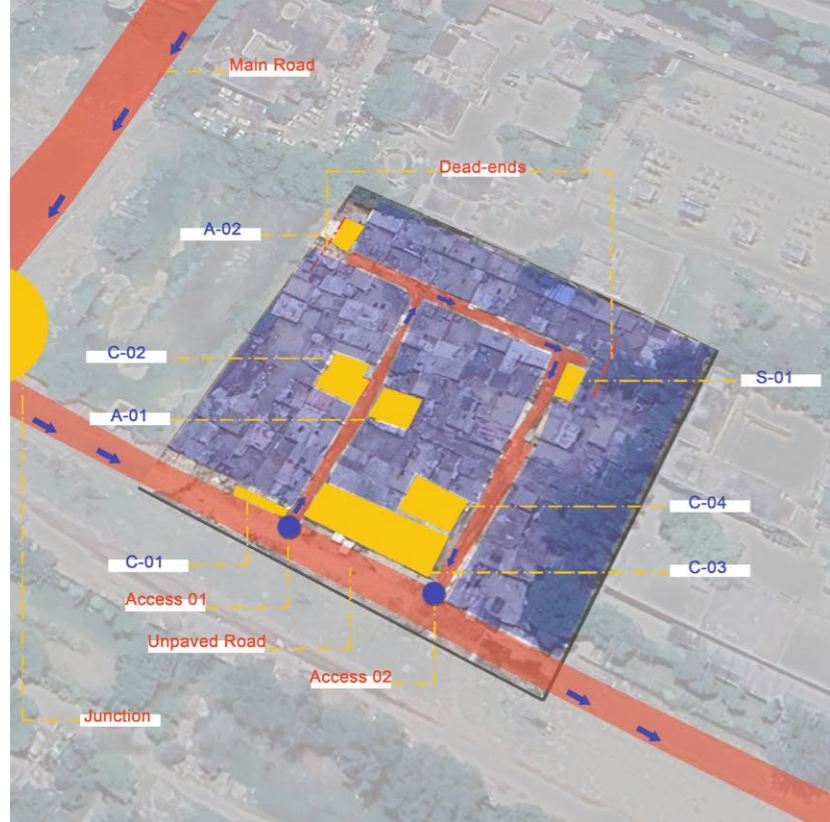 Main Road
Dead-ends
A-02
C-02
S-01
A-01
C-04
C-01
C-03
Access 01
Unpaved Road
Access 02
Junction